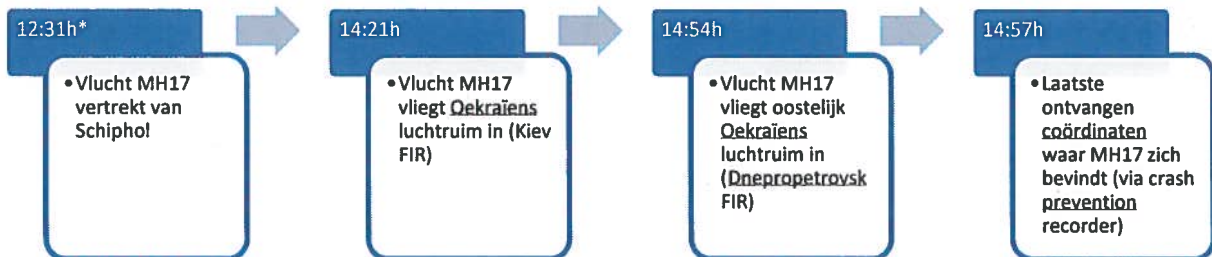 12:31h*
• Vlucht MH17
vertrekt van
Schiphol
14:21h
• Vlucht MH17
vliegt Oekraïens
luchtruim in (Kiev
FIR)
14:54h
• Vlucht MH17
vliegt oostelijk
Oekraïens
luchtruim in
(Dnepropetrovsk
FIR)
14:57h
• Laatste
ontvangen
coördinaten
waar MH17 zich
bevindt (via crash
prevention
recorder)